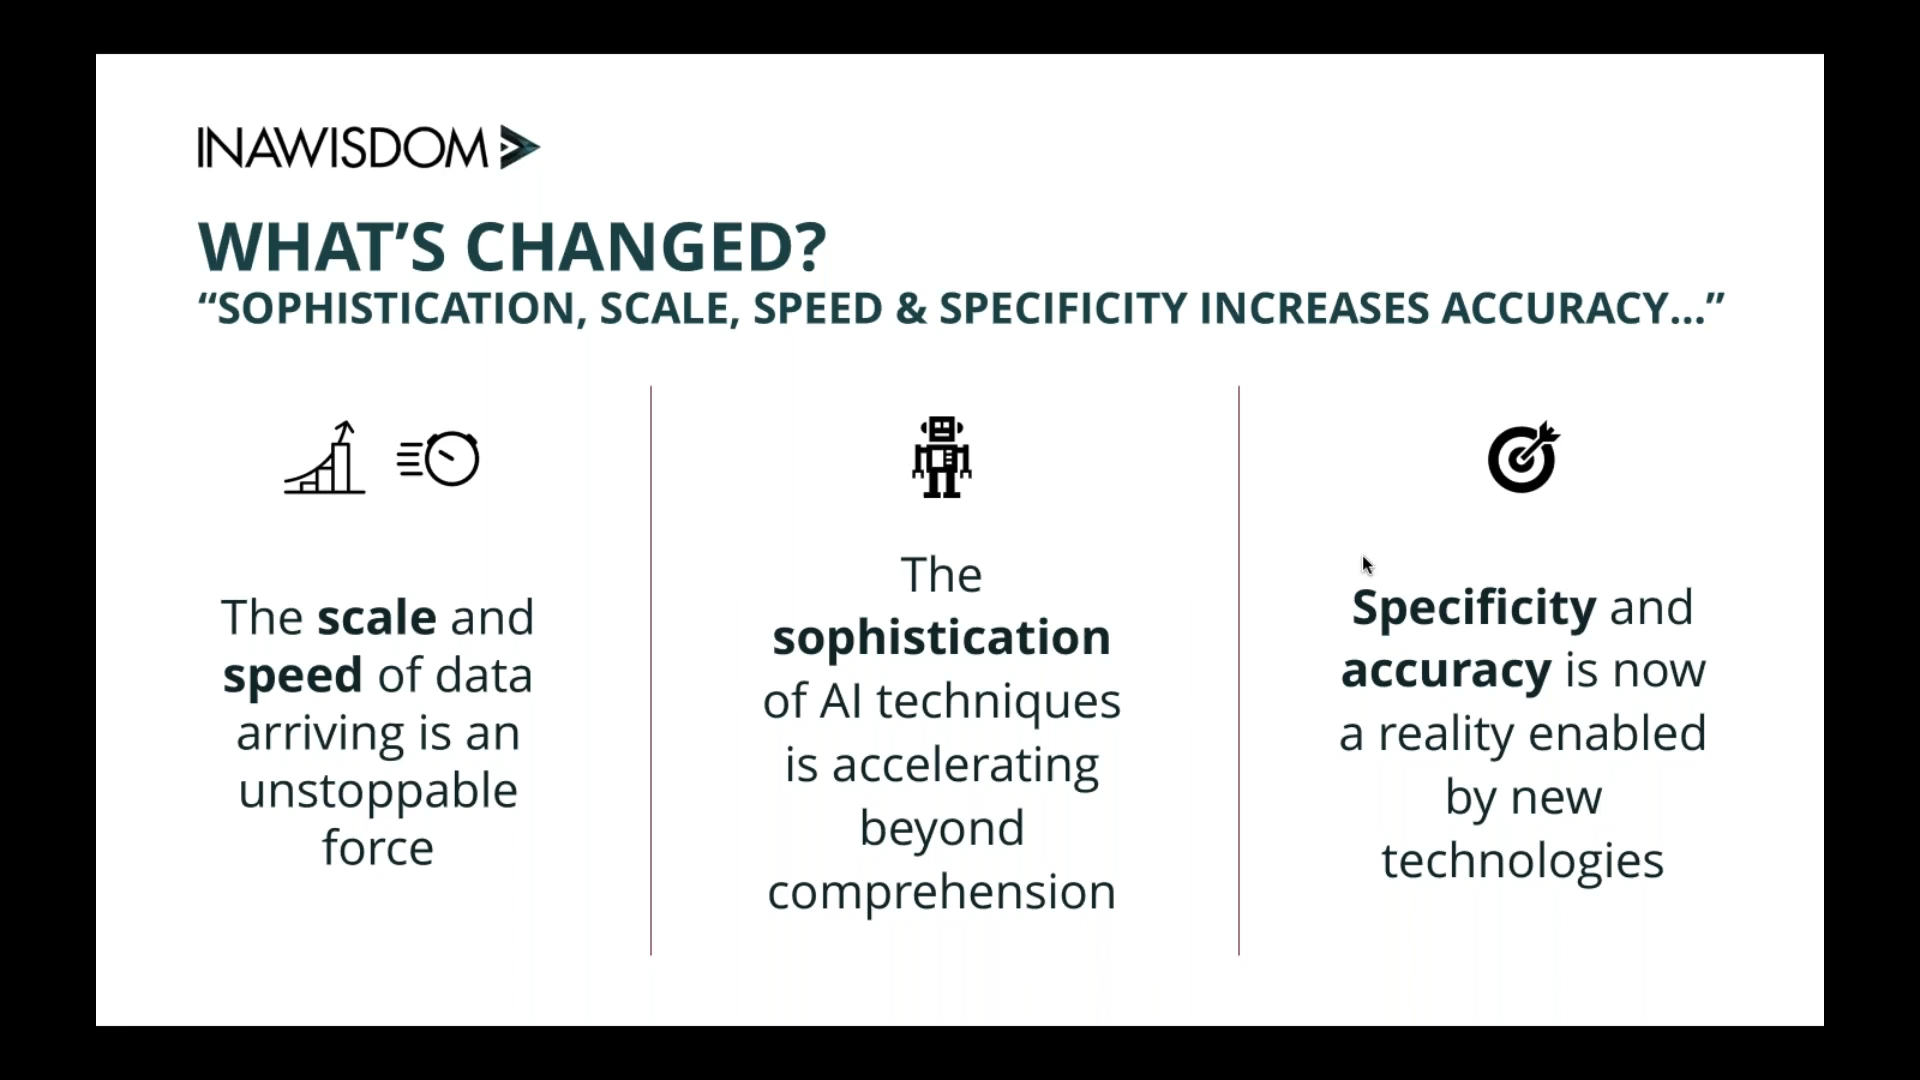 INAWISDOM
WHAT’S CHANGED?
“SOPHISTICATION, SCALE, SPEED & SPECIFICITY INCREASES ACCURACY...”
The scale and
speed of data
arriving is an
unstoppable
force
The
sophistication
of AI techniques
is accelerating
beyond
comprehension
Specificity and
accuracy is now
a reality enabled
by new
technologies